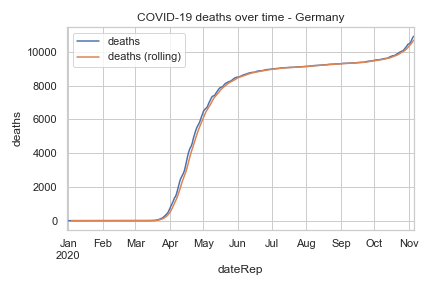 COVID-19 deaths over time - Germany
deaths
deaths (rolling)
10000
8000
6000
4000
2000
0
deaths
Jan Feb Mar Apr May Jun Jul Aug Sep Oct Nov
2020
dateRep